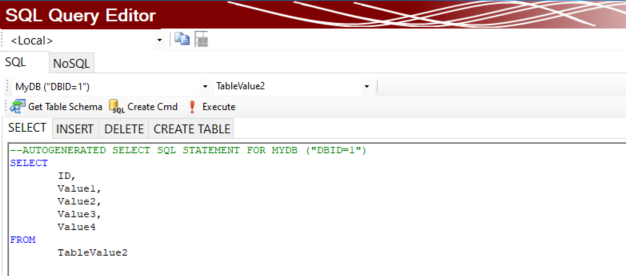 SQL Query Editor
<Local>
SQL NoSQL
MyDB ("DBID=1") TableValue2
Get Table Schema SQL Create Cmd Execute
SELECT INSERT DELETE CREATE TABLE
--AUTOGENERATED SELECT SQL STATEMENT FOR MYDB ("DBID=1")
SELECT
ID,
Value1,
Value2,
Value3,
Value4
FROM
TableValue2